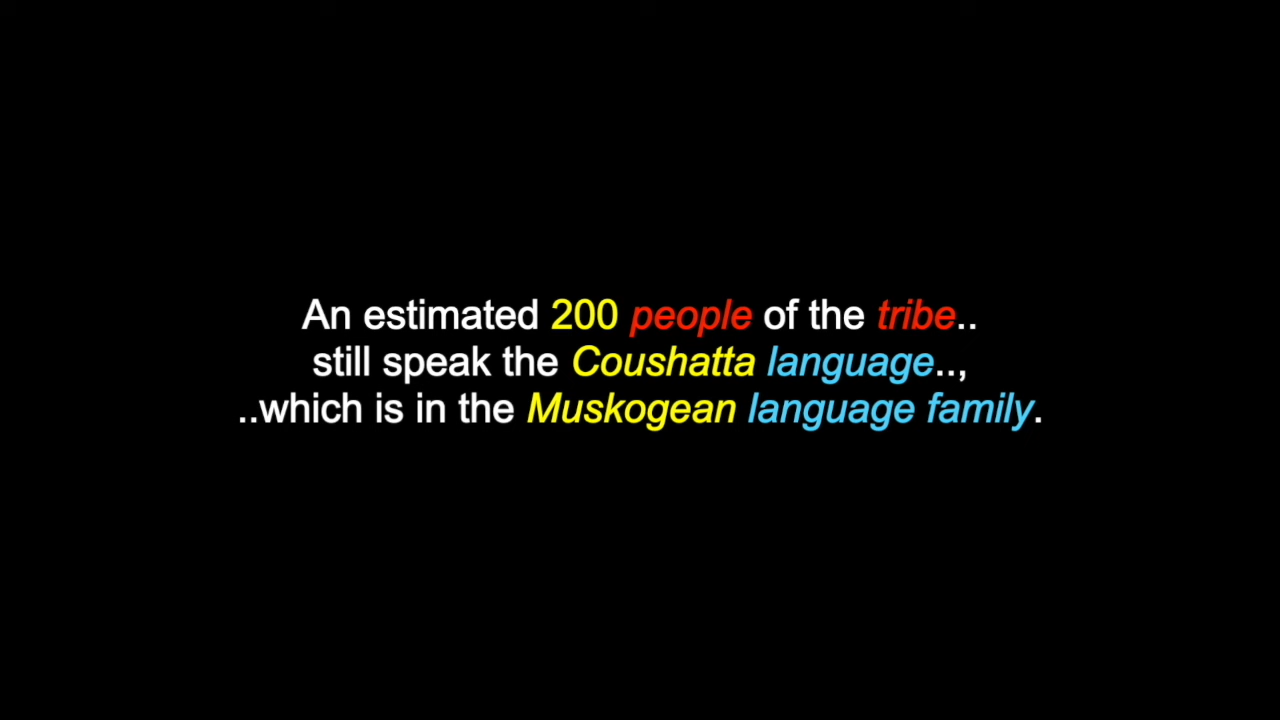 An estimated 200 people of the tribe..
still speak the Coushatta language..,
..which is in the Muskogean language family.